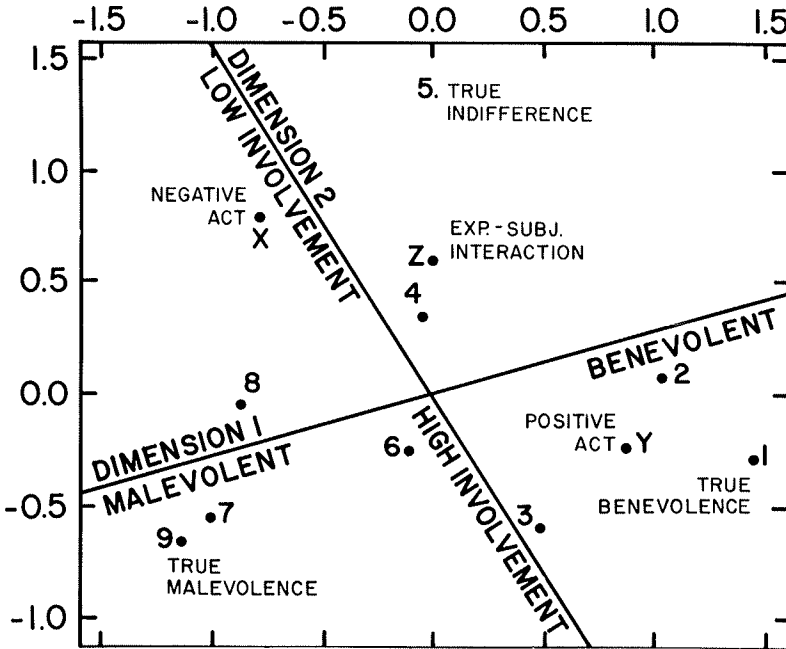 -1.5 -1.0 -0.5 0.0 0.5 1.0 1.5
1.5
1.0
0.5
0.0
-0.5
-1.0
DIMENSION 2
LOW INVOLVEMENT
5. TRUE
INDIFFERENCE
NEGATIVE
ACT
X
EXP.-SUBJ.
INTERACTION
Z
4
BENEVOLENT
2
8
DIMENSION 1
MALEVOLENT
6
HIGH INVOLVEMENT
POSITIVE
ACT Y
1
TRUE
BENEVOLENCE
3
7
9
TRUE
MALEVOLENCE